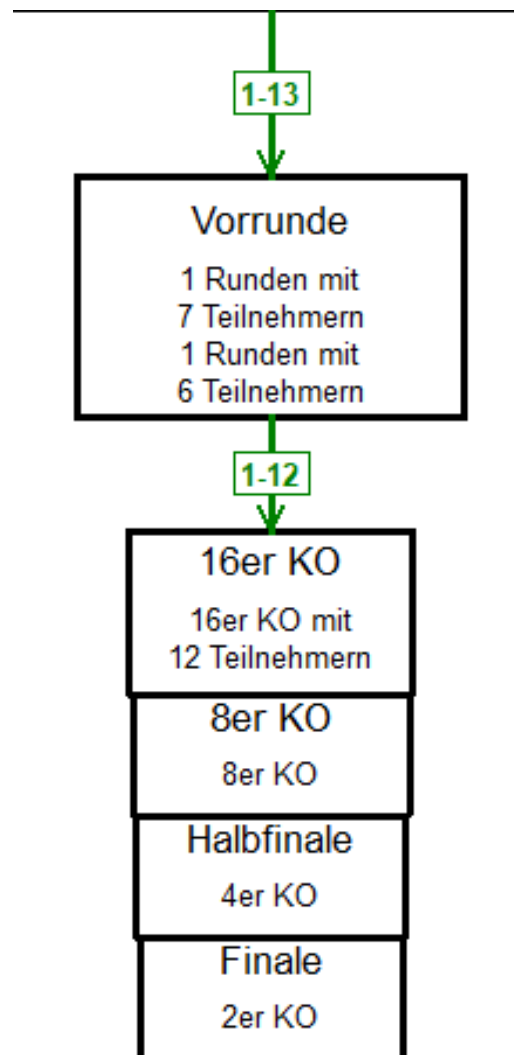 1-13
Vorrunde
1 Runden mit
7 Teilnehmern
1 Runden mit
6 Teilnehmern
1-12
16er KO
16er KO mit
12 Teilnehmern
8er KO
8er KO
Halbfinale
4er KO
Finale
2er KO